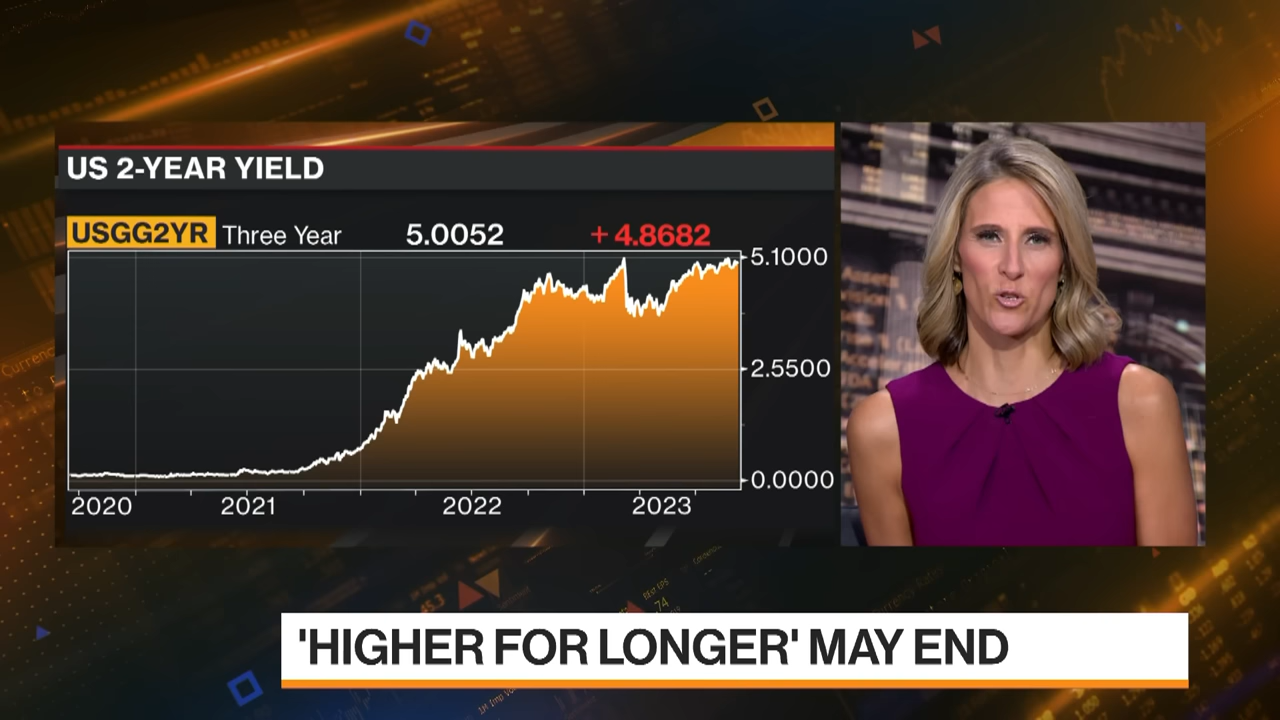 US 2-YEAR YIELD
USGG2YR Three Year 5.0052 +4.8682
5.1000
2.5500
0.0000
2020 2021 2022 2023
'HIGHER FOR LONGER' MAY END